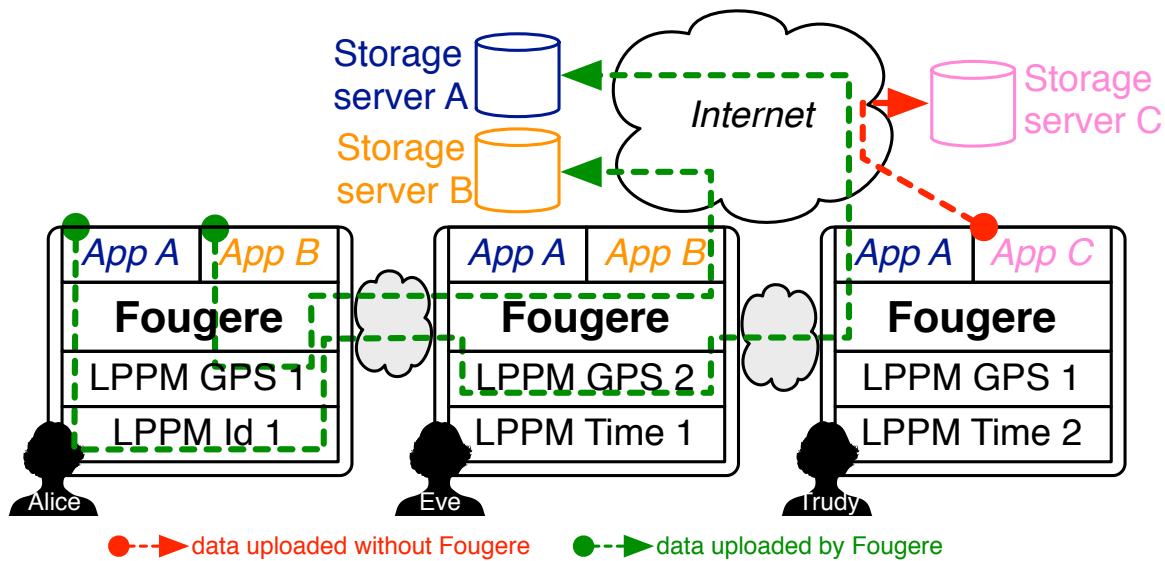 Storage
server A
Internet
Storage
server C
Storage
server B
App A
App B
App A
App B
App A
App C
Fougere
Fougere
Fougere
LPPM GPS 1
LPPM GPS 2
LPPM GPS 1
LPPM Id 1
LPPM Time 1
LPPM Time 2
Alice
Eve
Trudy
data uploaded without Fougere
data uploaded by Fougere